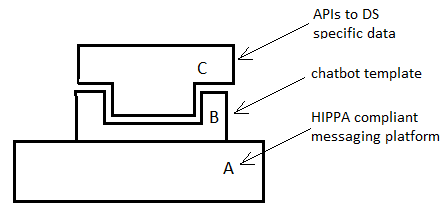 APIs to DS
specific data
C
chatbot template
B
HIPPA compliant
messaging platform
A